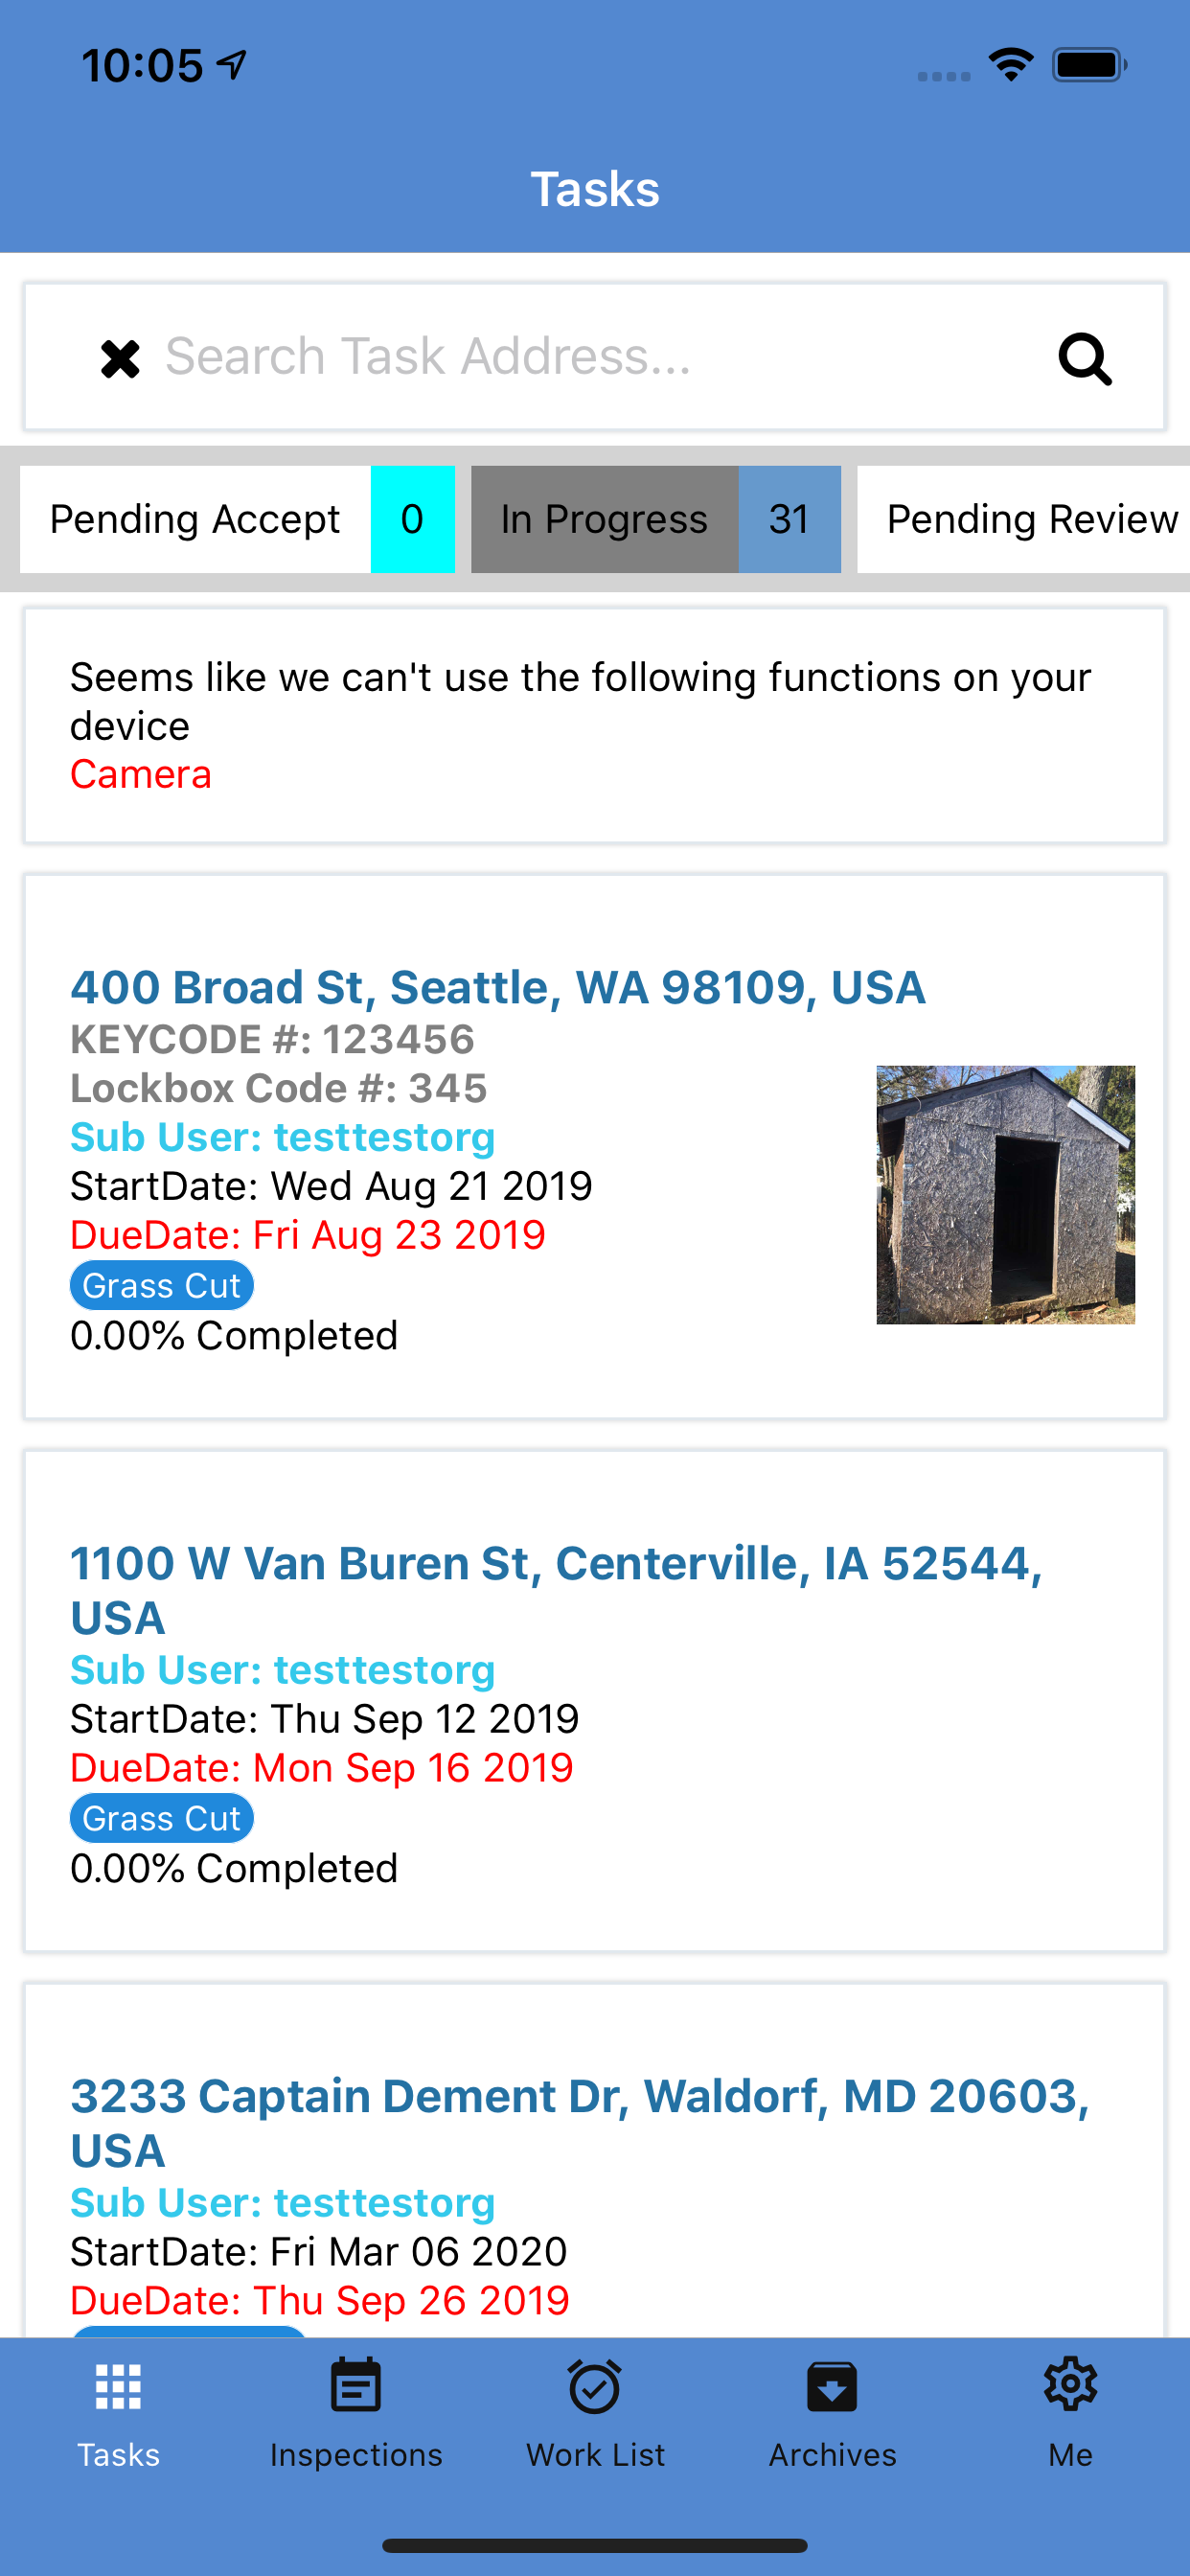 10:05
Tasks
Search Task Address...
Pending Accept 0 In Progress 31 Pending Review
Seems like we can't use the following functions on your
device
Camera
400 Broad St, Seattle, WA 98109, USA
KEYCODE #: 123456
Lockbox Code #: 345
Sub User: testtestorg
StartDate: Wed Aug 21 2019
DueDate: Fri Aug 23 2019
Grass Cut
0.00% Completed
1100 W Van Buren St, Centerville, IA 52544,
USA
Sub User: testtestorg
StartDate: Thu Sep 12 2019
DueDate: Mon Sep 16 2019
Grass Cut
0.00% Completed
3233 Captain Dement Dr, Waldorf, MD 20603,
USA
Sub User: testtestorg
StartDate: Fri Mar 06 2020
DueDate: Thu Sep 26 2019
Tasks Inspections Work List Archives Me